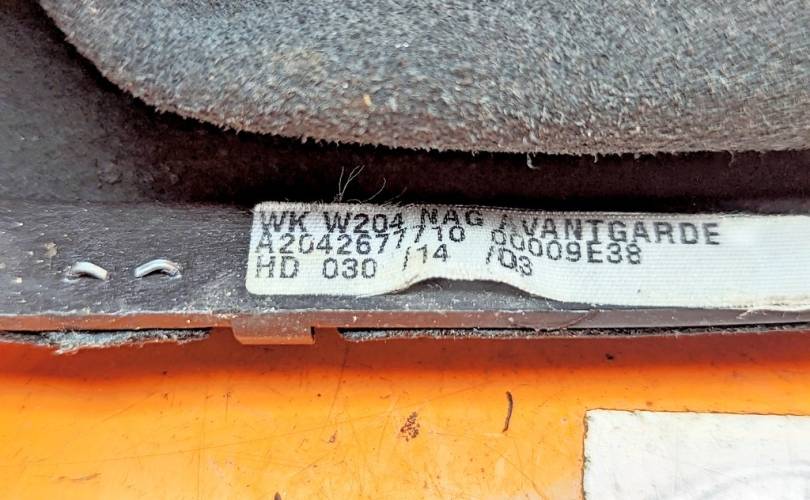 WK W204 NAG AVANTGARDE
A2042677710 00009E38
HD 030 /14 /03